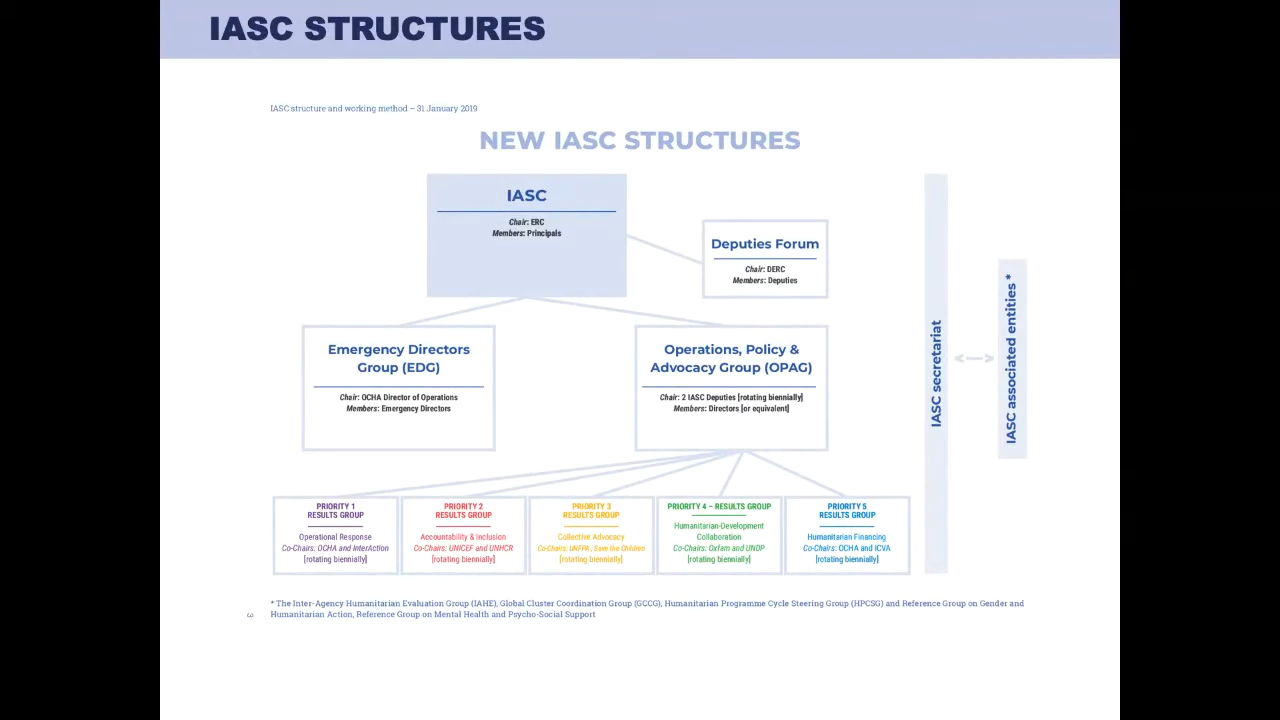 IASC STRUCTURES
IASC structure and working method – 31 January 2019
NEW IASC STRUCTURES
IASC
Chair: ERC
Members: Principals
Deputies Forum
Chair: DERC
Members: Deputies
Emergency Directors
Group (EDG)
Chair: OCHA Director of Operations
Members: Emergency Directors
Operations, Policy &
Advocacy Group (OPAG)
Chair: 2 IASC Deputies [rotating biennially]
Members: Directors [or equivalent]
PRIORITY 1
RESULTS GROUP
Operational Response
Co-Chairs: OCHA and InterAction
[rotating biennially]
PRIORITY 2
RESULTS GROUP
Accountability & Inclusion
Co-Chairs: UNICEF and UNHCR
[rotating biennially]
PRIORITY 3
RESULTS GROUP
Collective Advocacy
Co-Chairs: UNFPA, Save the Children
[rotating biennially]
PRIORITY 4 – RESULTS GROUP
Humanitarian-Development
Collaboration
Co-Chairs: Oxfam and UNDP
[rotating biennially]
PRIORITY 5
RESULTS GROUP
Humanitarian Financing
Co-Chairs: OCHA and ICVA
[rotating biennially]
IASC secretariat
IASC associated entities *
* The Inter-Agency Humanitarian Evaluation Group (IAHE), Global Cluster Coordination Group (GCCG), Humanitarian Programme Cycle Steering Group (HPCSG) and Reference Group on Gender and
Humanitarian Action, Reference Group on Mental Health and Psycho-Social Support
3